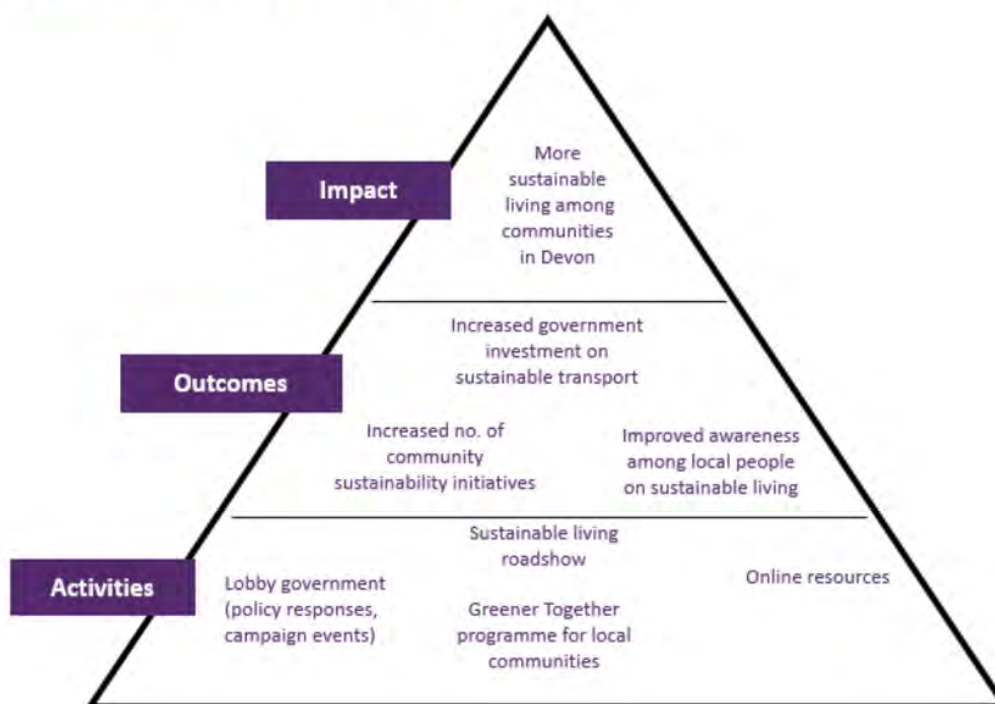 Impact
More
sustainable
living among
communities
in Devon
Outcomes
Increased government
investment on
sustainable transport
Increased no. of
community
sustainability initiatives
Improved awareness
among local people
on sustainable living
Activities
Lobby government
(policy responses,
campaign events)
Sustainable living
roadshow
Greener Together
programme for local
communities
Online resources